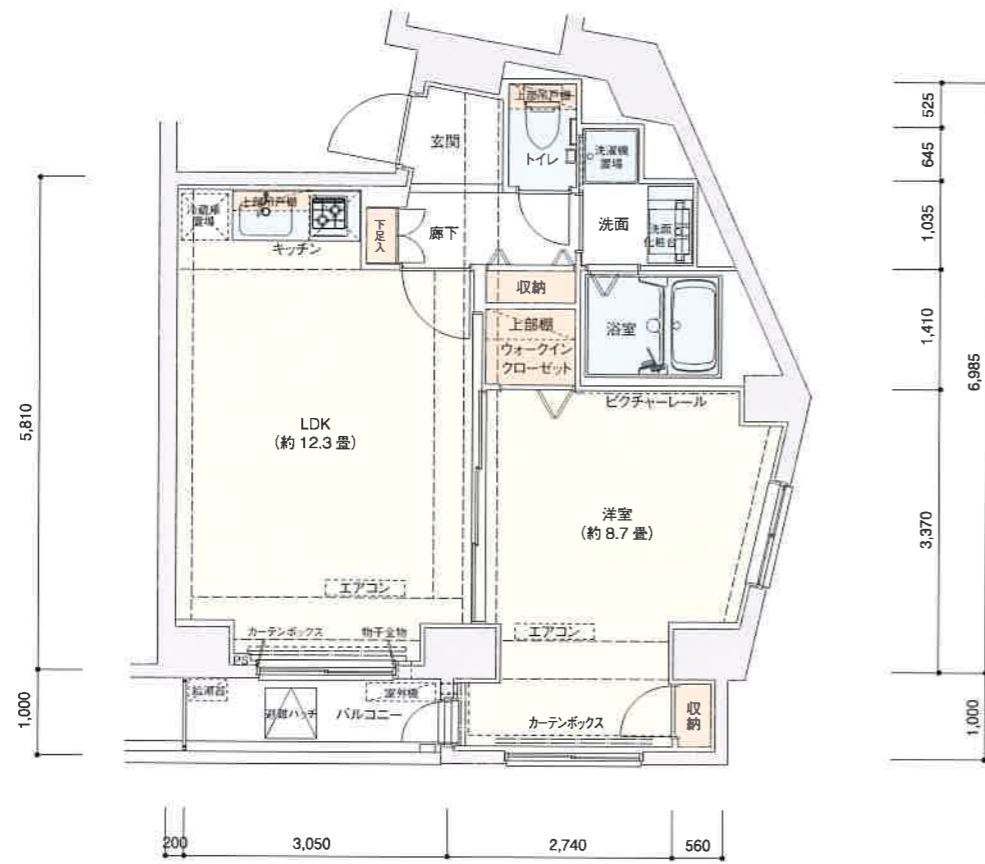 上部吊戸棚
玄関
トイレ
洗濯機
置場
冷蔵庫
置場
上部吊戸棚
キッチン
下足入
廊下
洗面
洗面
化粧台
収納
上部棚
ウォークイン
クローゼット
浴室
ピクチャーレール
LDK
(約 12.3 畳)
洋室
(約 8.7 畳)
エアコン
エアコン
カーテンボックス
物干金物
PS
給湯器
避難ハッチ
バルコニー
室外機
カーテンボックス
収納
5,810
1,000
525
645
1,035
1,410
3,370
6,985
1,000
200
3,050
2,740
560